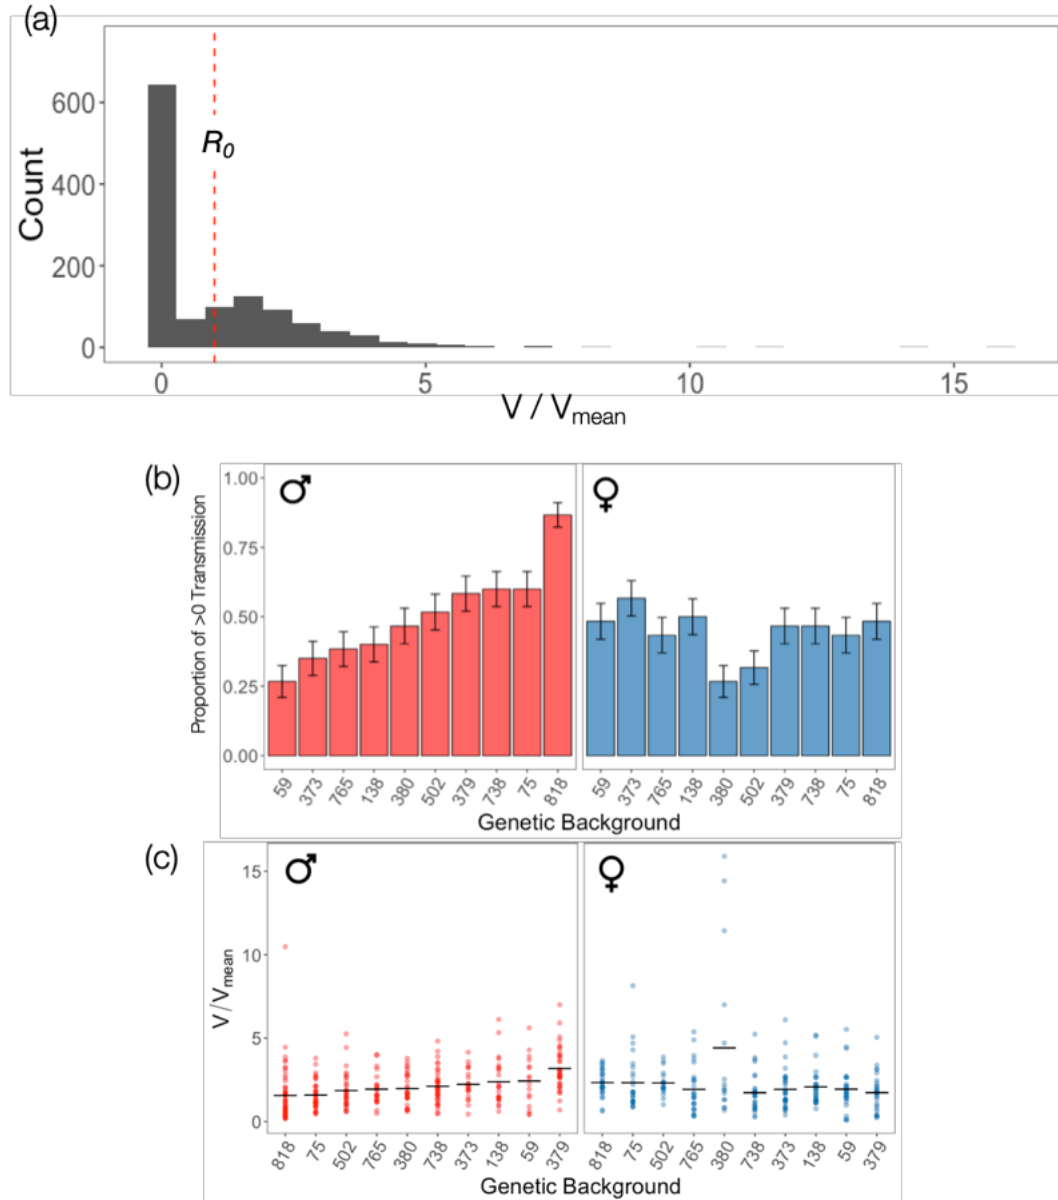 (a)
Count
600
400
200
0
R₀
0 5 10 15
V / Vmean
(b)
Proportion of >0 Transmission
1.00
0.75
0.50
0.25
0.00
♂ ♀
59 373 765 138 380 502 379 738 75 818 59 373 765 138 380 502 379 738 75 818
Genetic Background
(c)
V/Vmean
15
10
5
0
♂ ♀
818 75 502 765 380 738 373 138 59 379 818 75 502 765 380 738 373 138 59 379
Genetic Background